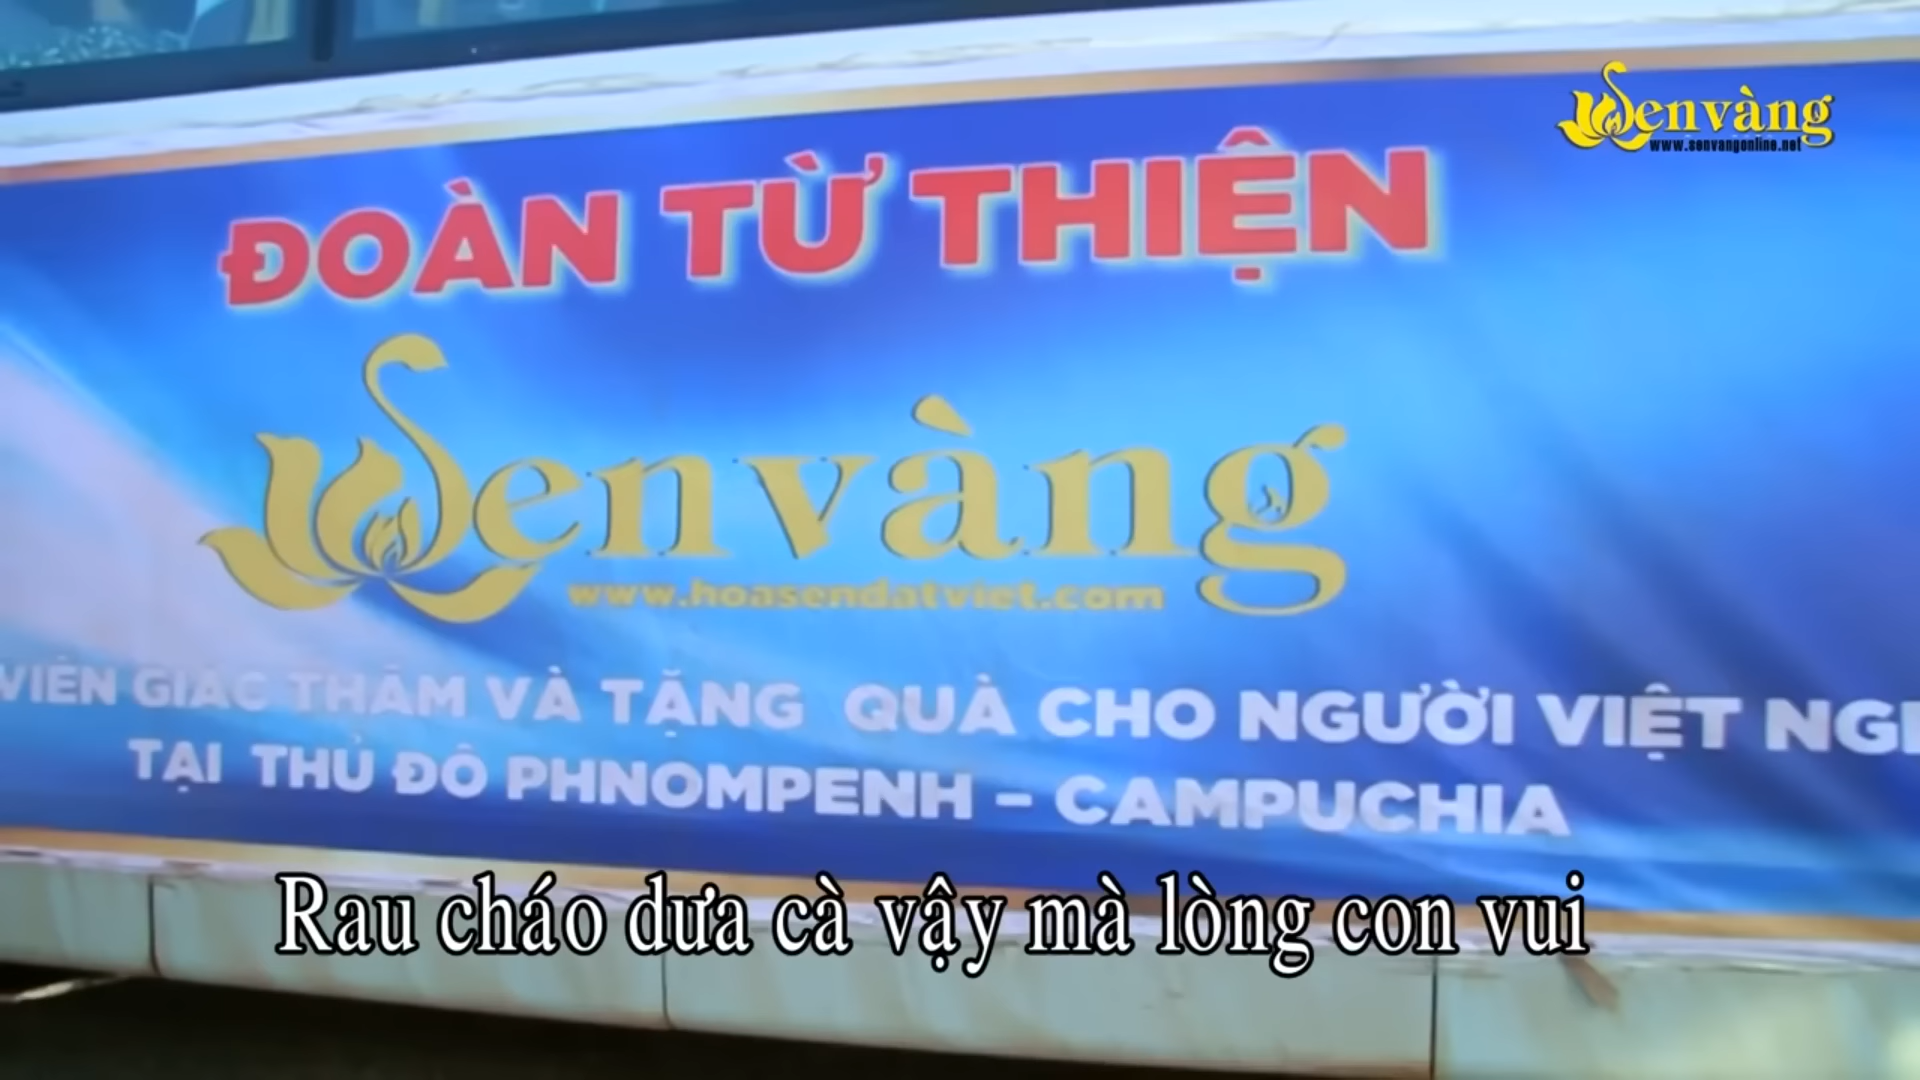 Senvàng
www.senvangonline.net
ĐOÀN TỪ THIỆN
Senvàng
www.hoasendatviet.com
VIÊN GIÁC THĂM VÀ TẶNG QUÀ CHO NGƯỜI VIỆT
TẠI THỦ ĐÔ PHNOMPENH - CAMPUCHIA
Rau cháo dưa cà vậy mà lòng con vui